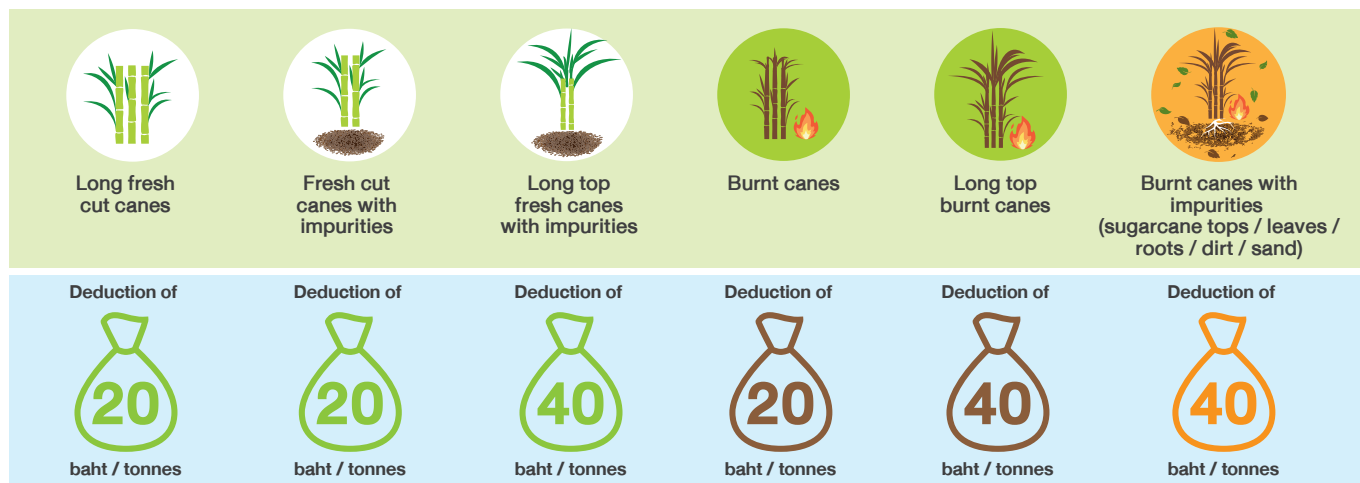 Long fresh
cut canes
Fresh cut
canes with
impurities
Long top
fresh canes
with impurities
Burnt canes
Long top
burnt canes
Burnt canes with
impurities
(sugarcane tops / leaves /
roots / dirt / sand)
Deduction of
20
baht / tonnes
Deduction of
20
baht / tonnes
Deduction of
40
baht / tonnes
Deduction of
20
baht / tonnes
Deduction of
40
baht / tonnes
Deduction of
40
baht / tonnes